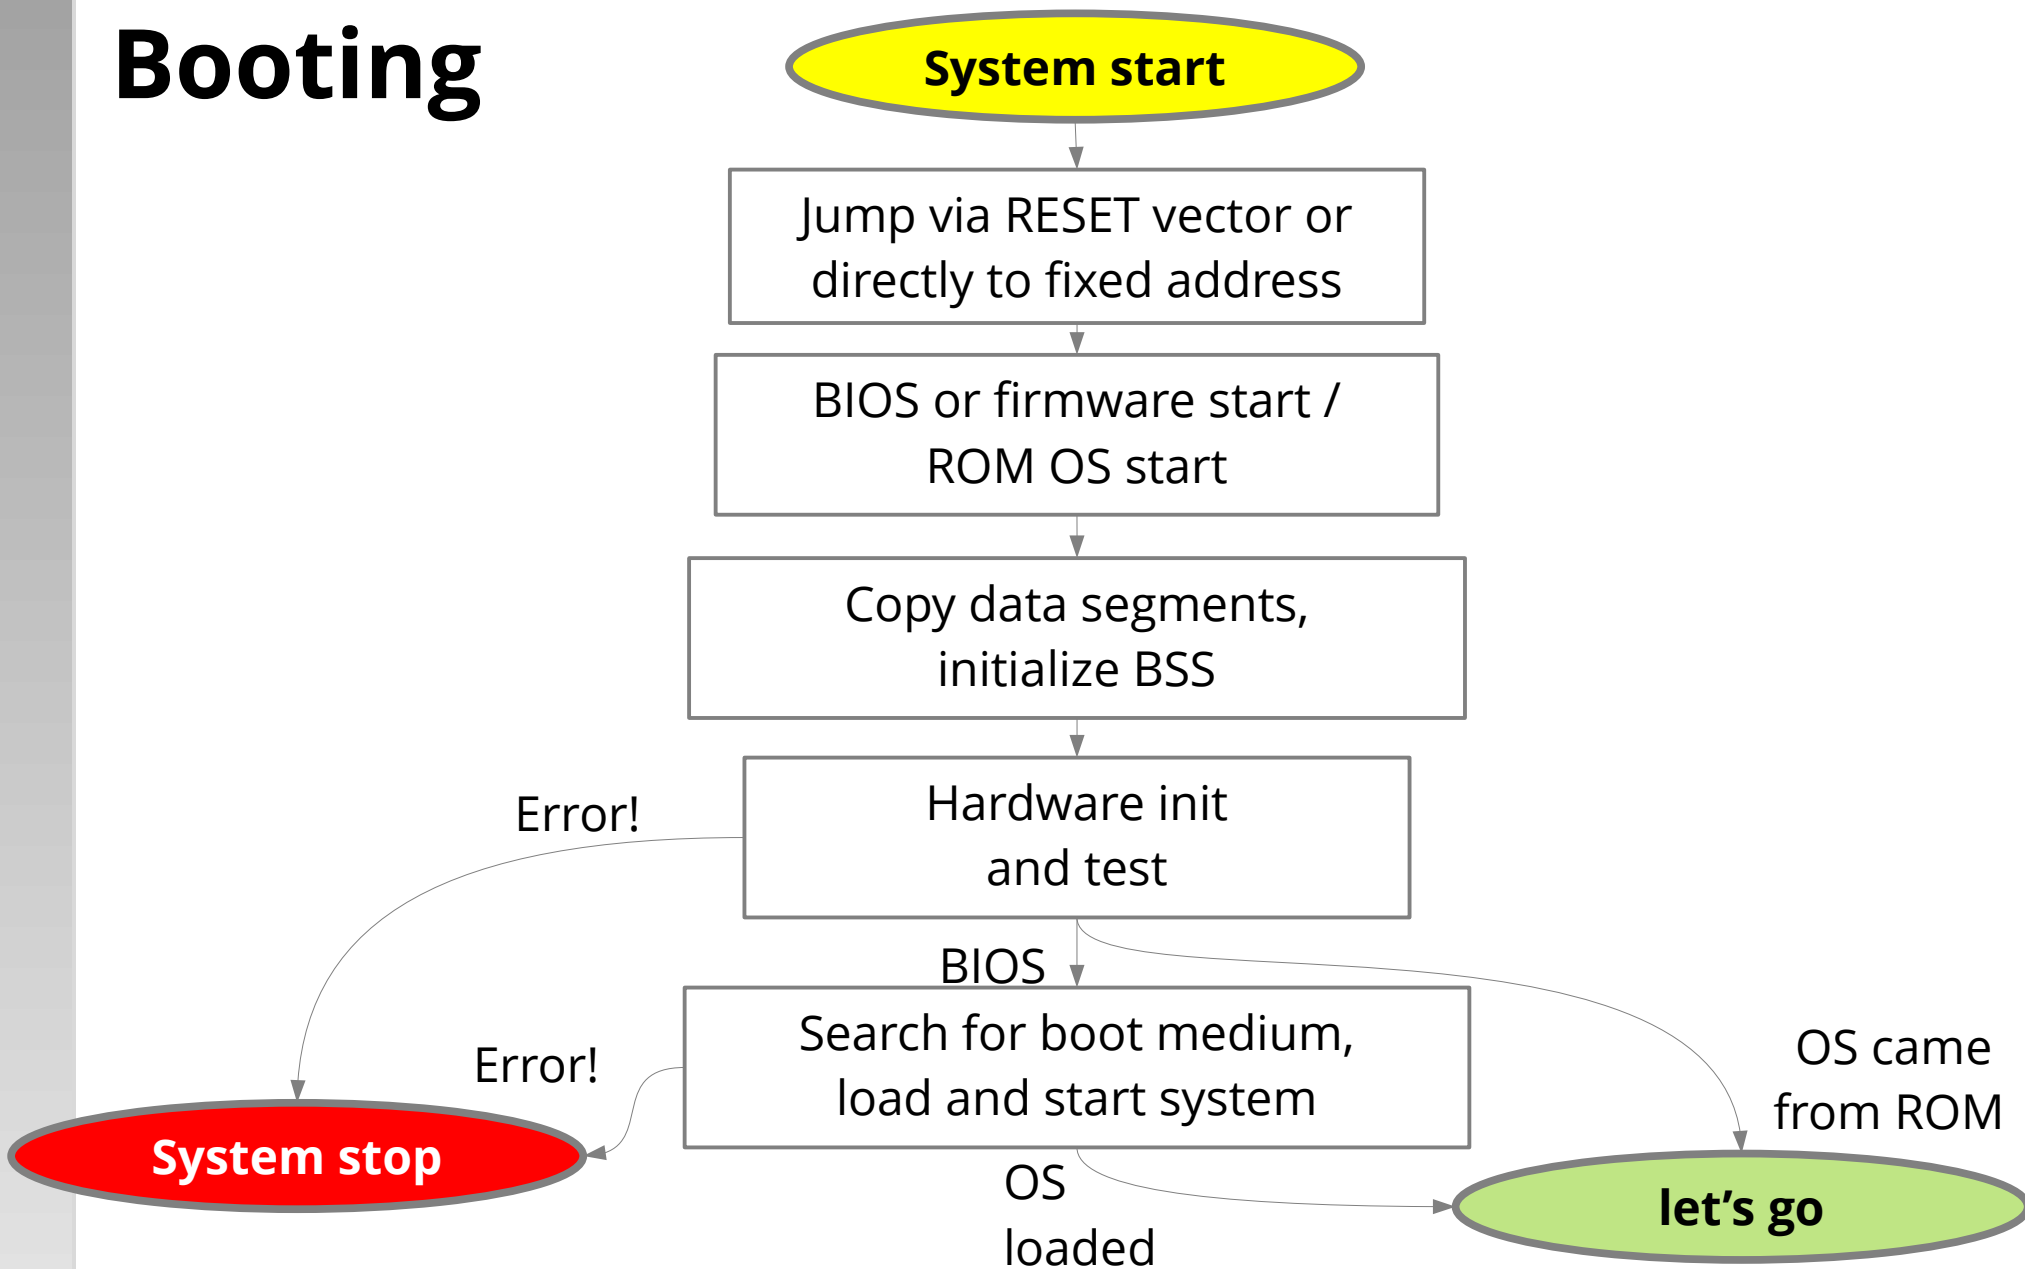 Booting
System start
Jump via RESET vector or
directly to fixed address
BIOS or firmware start /
ROM OS start
Copy data segments,
initialize BSS
Error!
Hardware init
and test
BIOS
Search for boot medium,
load and start system
Error!
OS came
from ROM
System stop
OS
loaded
let’s go